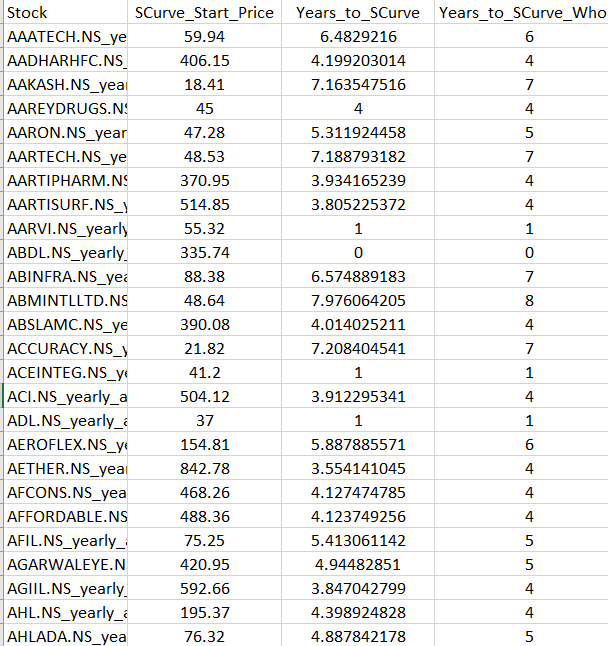 Stock SCurve_Start_Price Years_to_SCurve Years_to_SCurve_Who
AAATECH.NS_ye 59.94 6.4829216 6
AADHARHFC.NS_ 406.15 4.199203014 4
AAKASH.NS_year 18.41 7.163547516 7
AAREYDRUGS.NS 45 4 4
AARON.NS_year 47.28 5.311924458 5
AARTECH.NS_ye 48.53 7.188793182 7
AARTIPHARM.NS 370.95 3.934165239 4
AARTISURF.NS_y 514.85 3.805225372 4
AARVI.NS_yearly 55.32 1 1
ABDL.NS_yearly_ 335.74 0 0
ABINFRA.NS_yea 88.38 6.574889183 7
ABMINTLLTD.NS 48.64 7.976064205 8
ABSLAMC.NS_ye 390.08 4.014025211 4
ACCURACY.NS_y 21.82 7.208404541 7
ACEINTEG.NS_ye 41.2 1 1
ACI.NS_yearly_a 504.12 3.912295341 4
ADL.NS_yearly_a 37 1 1
AEROFLEX.NS_ye 154.81 5.887885571 6
AETHER.NS_year 842.78 3.554141045 4
AFCONS.NS_yea 468.26 4.127474785 4
AFFORDABLE.NS 488.36 4.123749256 4
AFIL.NS_yearly_a 75.25 5.413061142 5
AGARWALEYE.N 420.95 4.94482851 5
AGIIL.NS_yearly_ 592.66 3.847042799 4
AHL.NS_yearly_a 195.37 4.398924828 4
AHLADA.NS_yea 76.32 4.887842178 5